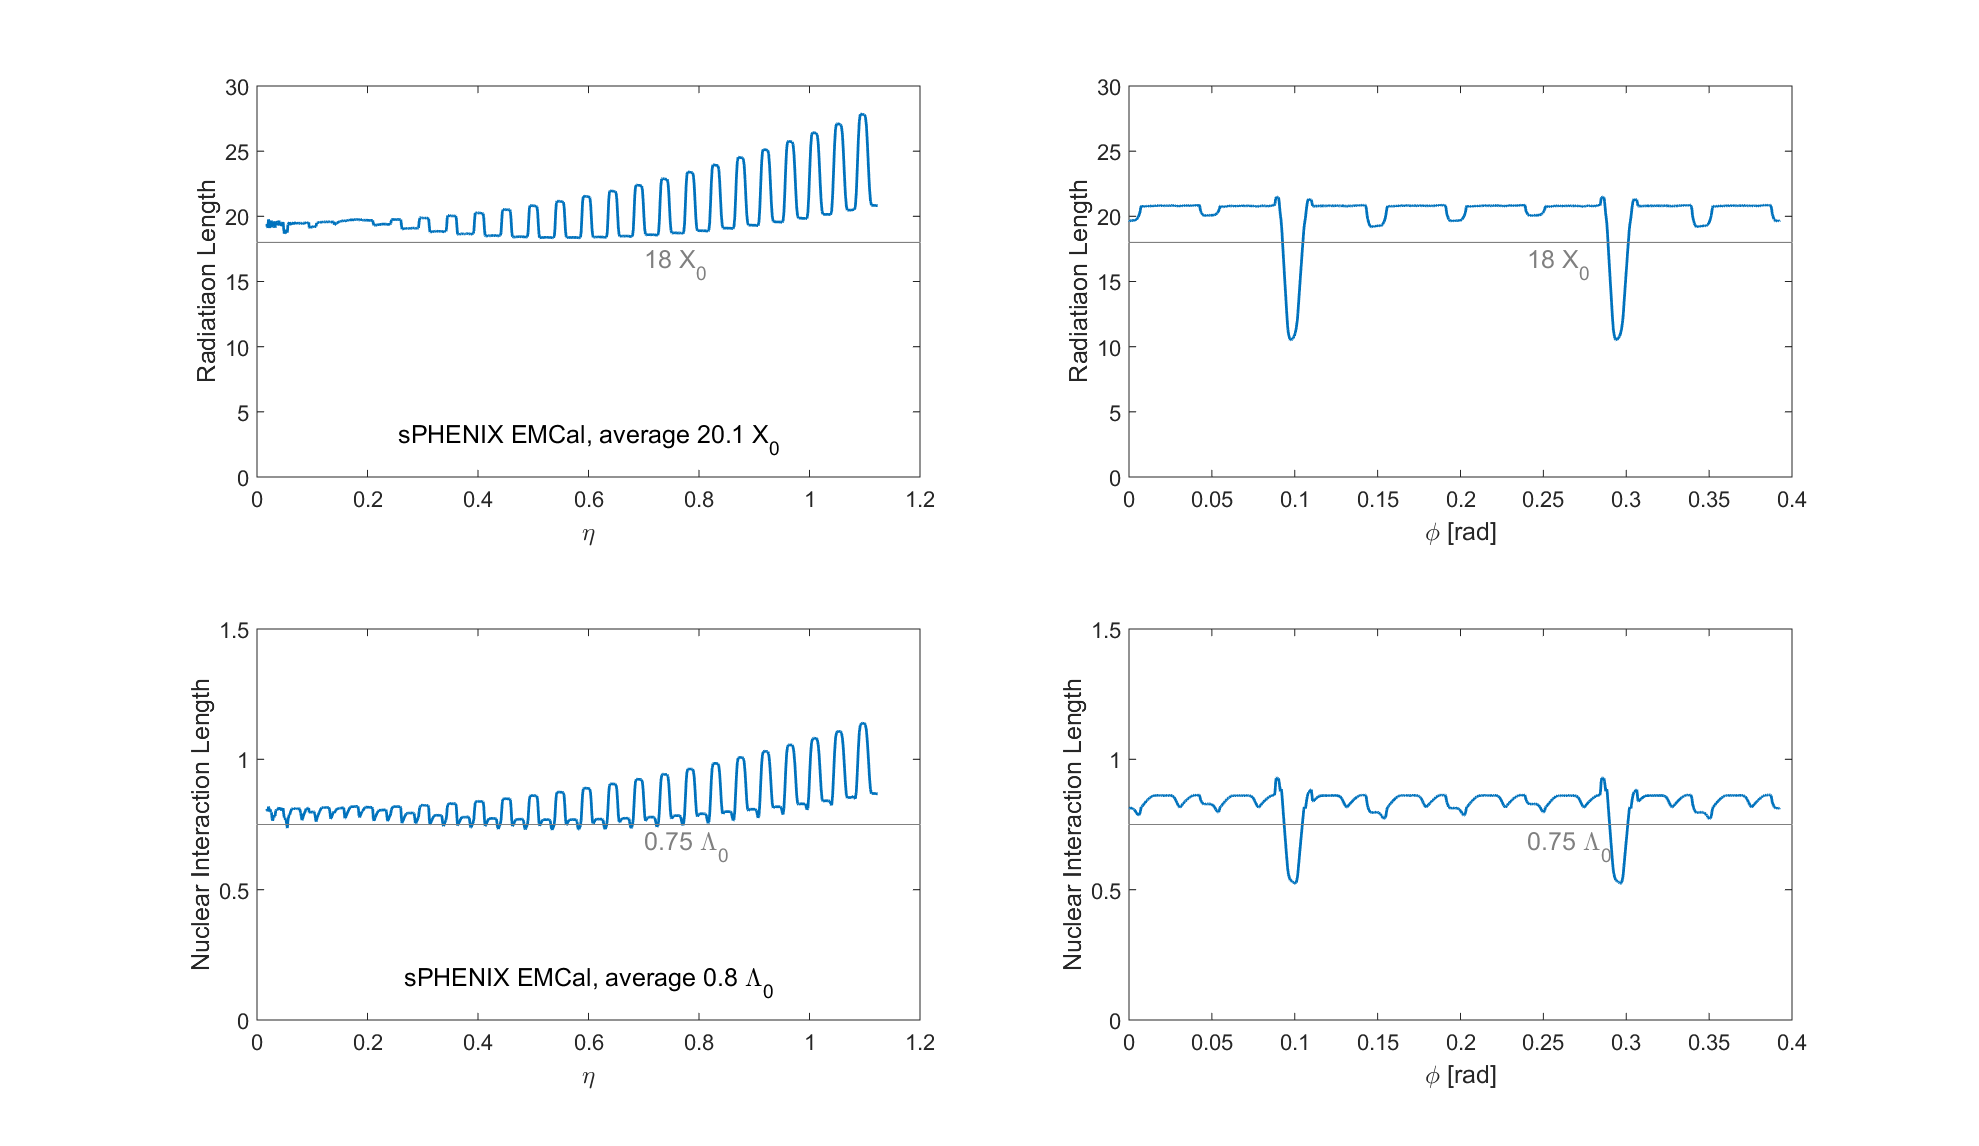 30
25
20
15
10
5
0
Radiatiaon Length
18 X0
sPHENIX EMCal, average 20.1 X0
0 0.2 0.4 0.6 0.8 1 1.2
η
30
25
20
15
10
5
0
Radiatiaon Length
18 X0
0 0.05 0.1 0.15 0.2 0.25 0.3 0.35 0.4
ϕ [rad]
1.5
1
0.5
0
Nuclear Interaction Length
0.75 Λ0
sPHENIX EMCal, average 0.8 Λ0
0 0.2 0.4 0.6 0.8 1 1.2
η
1.5
1
0.5
0
Nuclear Interaction Length
0.75 Λ0
0 0.05 0.1 0.15 0.2 0.25 0.3 0.35 0.4
ϕ [rad]